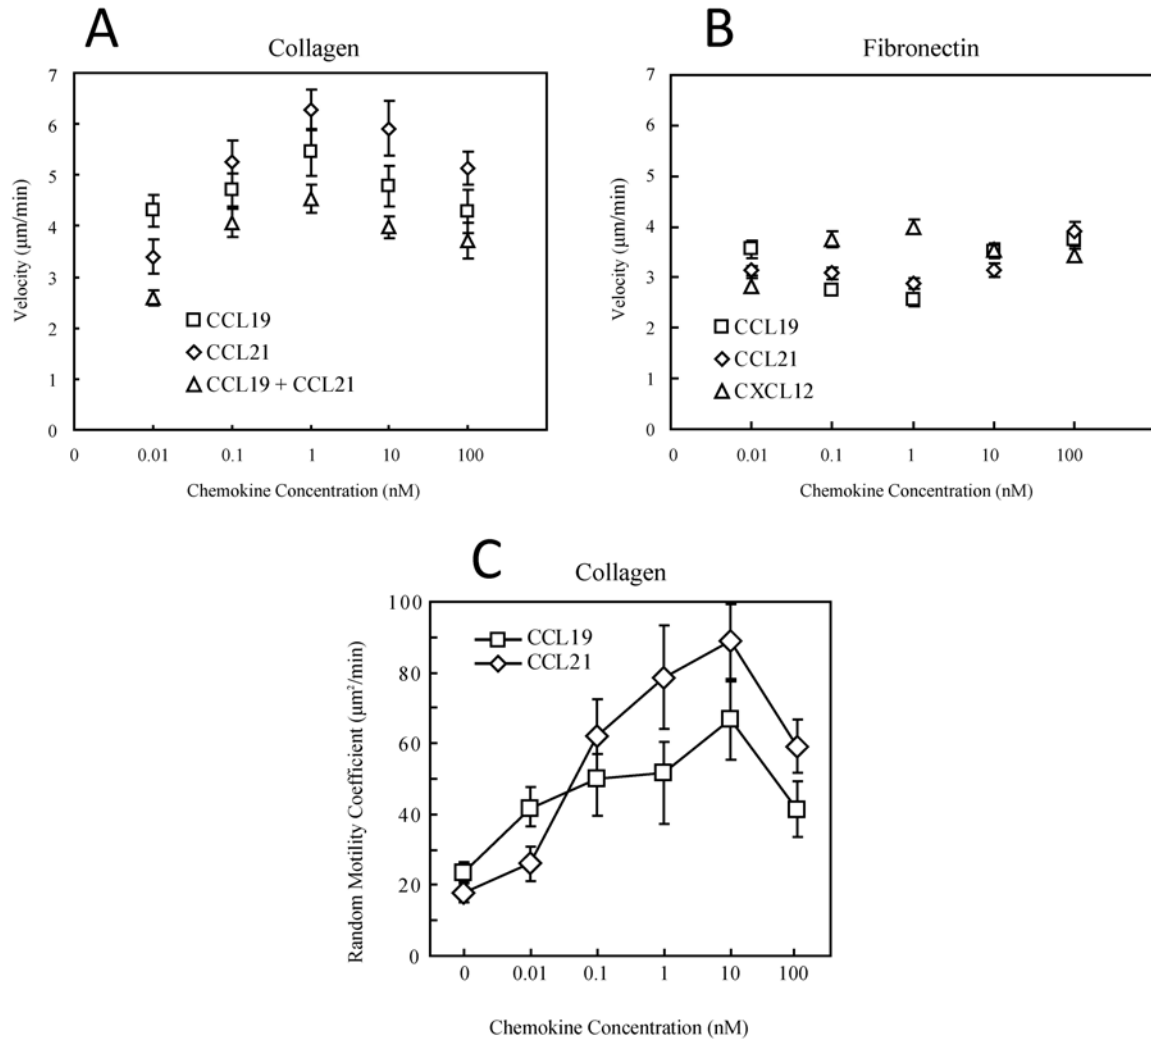 A
Collagen
7
6
5
4
3
2
1
0
Velocity (µm/min)
CCL19
CCL21
CCL19 + CCL21
0 0.01 0.1 1 10 100
Chemokine Concentration (nM)
B
Fibronectin
7
6
5
4
3
2
1
0
Velocity (µm/min)
CCL19
CCL21
CXCL12
0 0.01 0.1 1 10 100
Chemokine Concentration (nM)
C
Collagen
100
80
60
40
20
0
Random Motility Coefficient (µm²/min)
CCL19
CCL21
0 0.01 0.1 1 10 100
Chemokine Concentration (nM)